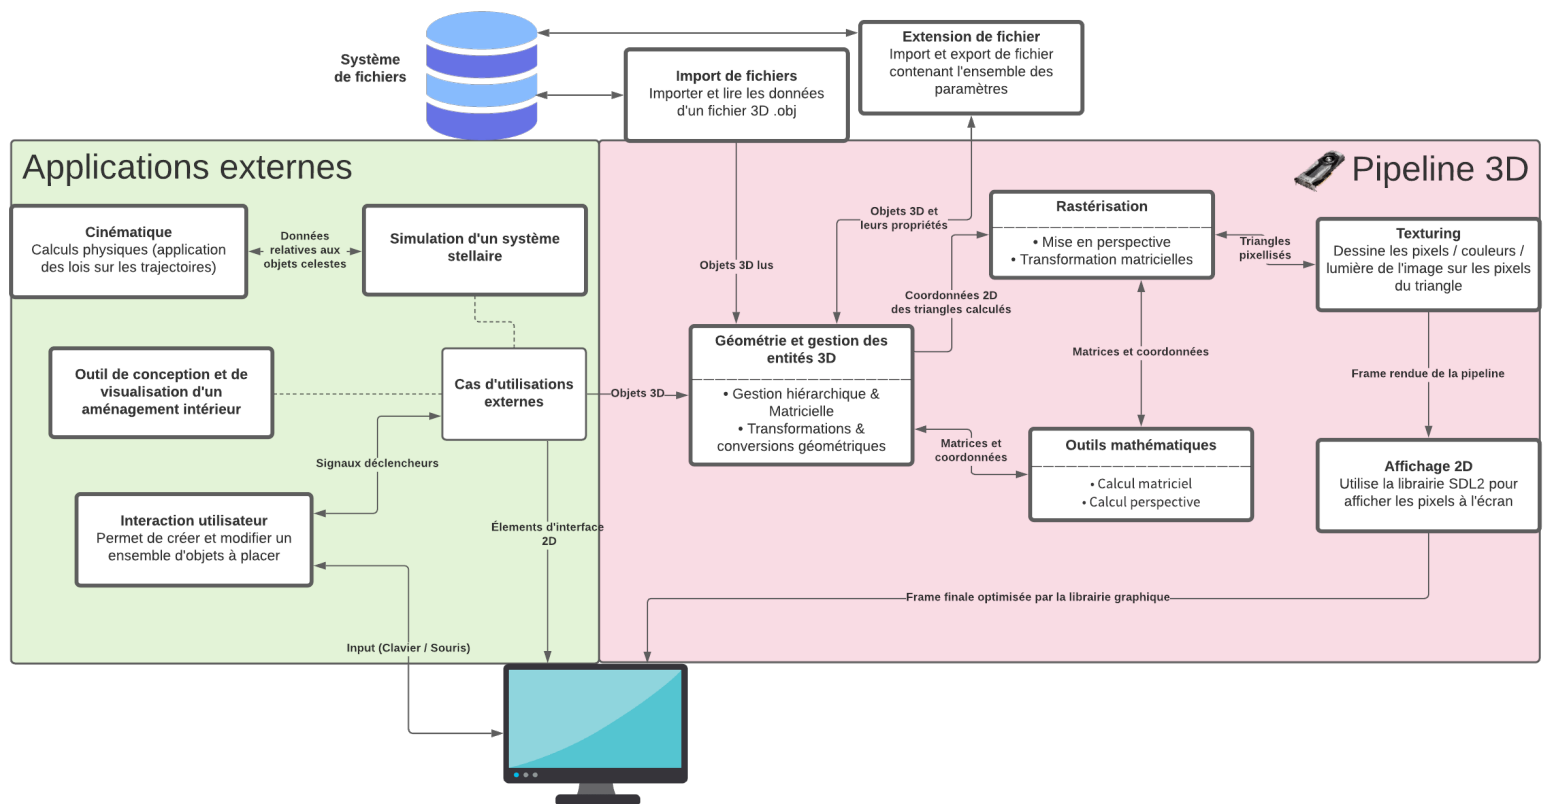 Système
de fichiers
Extension de fichier
Import et export de fichier
contenant l'ensemble des
paramètres
Import de fichiers
Importer et lire les données
d'un fichier 3D .obj
Applications externes
Pipeline 3D
Cinématique
Calculs physiques (application
des lois sur les trajectoires)
Données
relatives aux
objets celestes
Simulation d'un système
stellaire
Objets 3D lus
Objets 3D et
leurs propriétés
Rastérisation
• Mise en perspective
• Transformation matricielles
Triangles
pixellisés
Texturing
Dessine les pixels / couleurs /
lumière de l'image sur les pixels
du triangle
Coordonnées 2D
des triangles calculés
Outil de conception et de
visualisation d'un
aménagement intérieur
Cas d'utilisations
externes
Objets 3D
Géométrie et gestion des
entités 3D
• Gestion hiérarchique &
Matricielle
• Transformations &
conversions géométriques
Matrices et coordonnées
Frame rendue de la pipeline
Matrices et
coordonnées
Outils mathématiques
• Calcul matriciel
• Calcul perspective
Affichage 2D
Utilise la librairie SDL2 pour
afficher les pixels à l'écran
Signaux déclencheurs
Interaction utilisateur
Permet de créer et modifier un
ensemble d'objets à placer
Élements d'interface
2D
Frame finale optimisée par la librairie graphique
Input (Clavier / Souris)